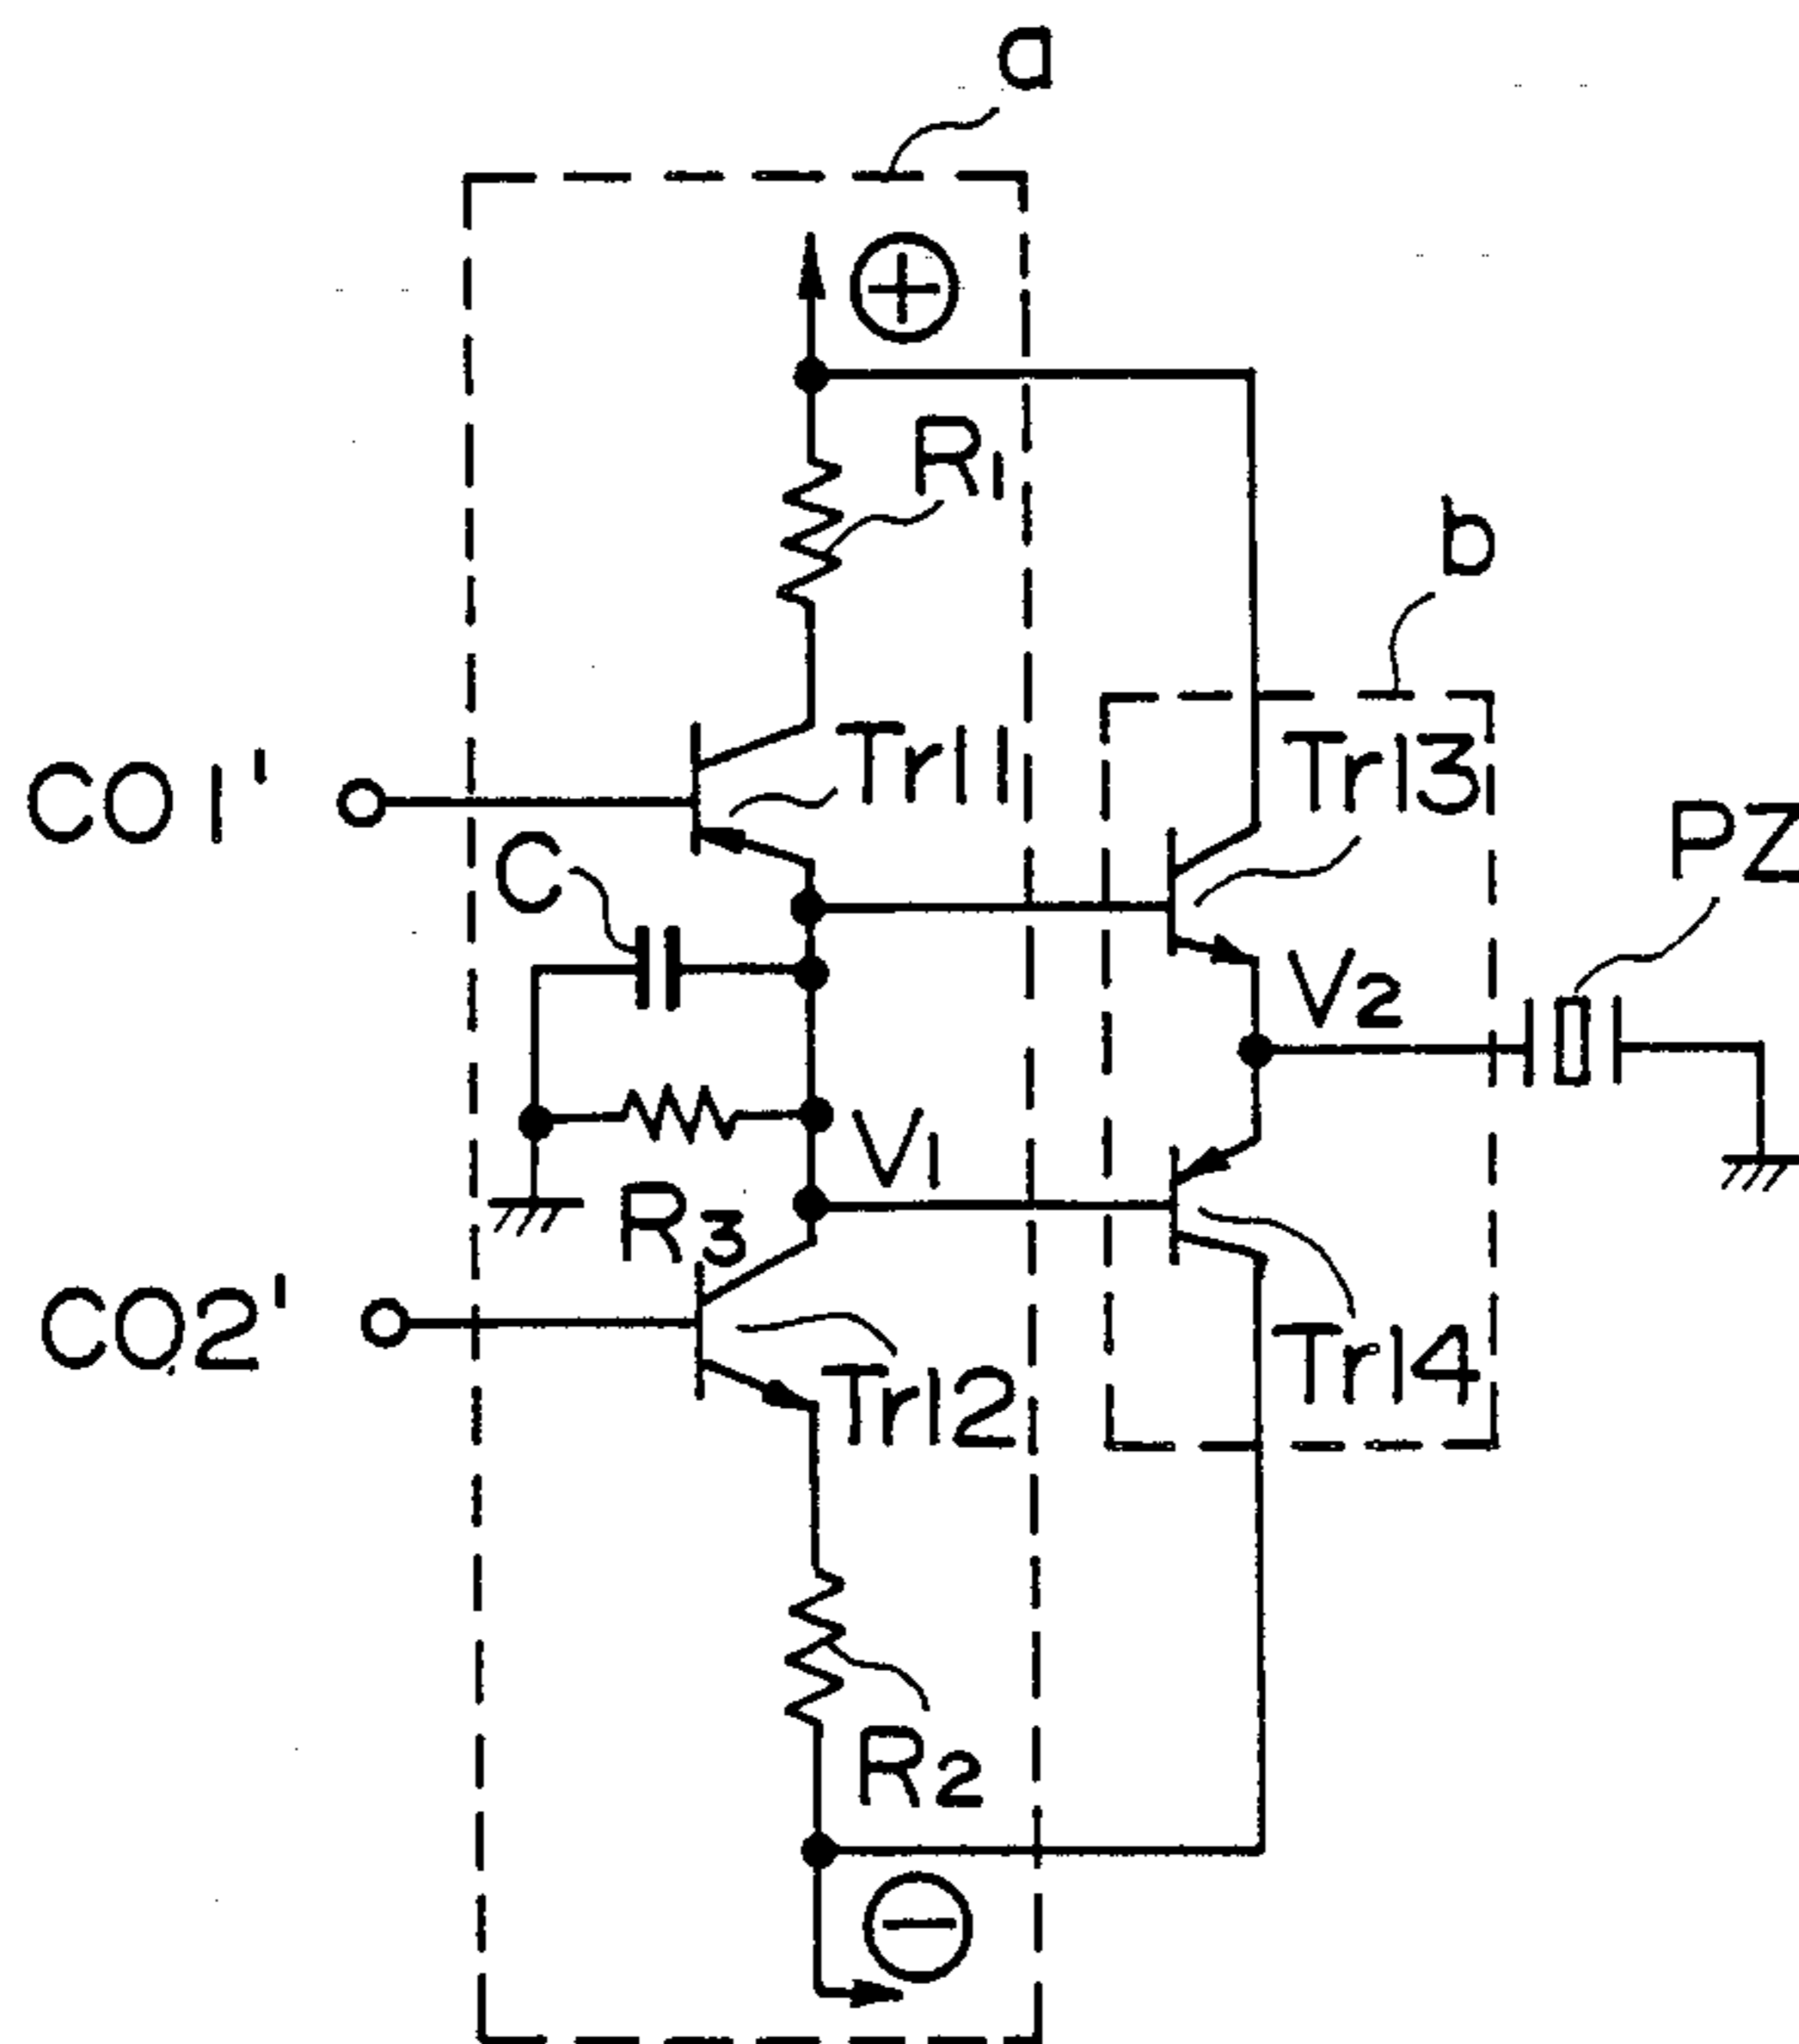 a
⊕
R1
b
Tr11
Tr13
CO1'
PZ
C
V2
V1
R3
CO2'
Tr12
Tr14
R2
⊖